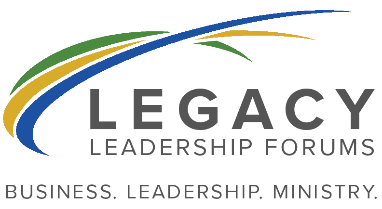 LEGACY
LEADERSHIP FORUMS
BUSINESS. LEADERSHIP. MINISTRY.